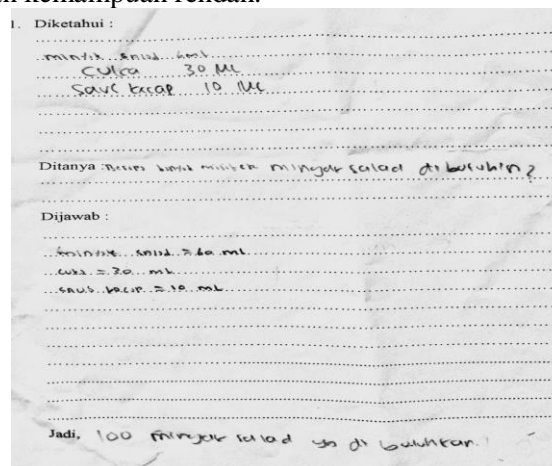 kemampuan rendah.
1. Diketahui :
minyak salad 60ml
cuka 30 ML
Saus kecap 10 ML
Ditanya : Berapa banyak minyak salad di butuhin?
Dijawab :
minyak salad = 60 ml
cuka = 30 mL
saus kecap = 10 mL
Jadi, 100 minyak salad yg di butuhkan.